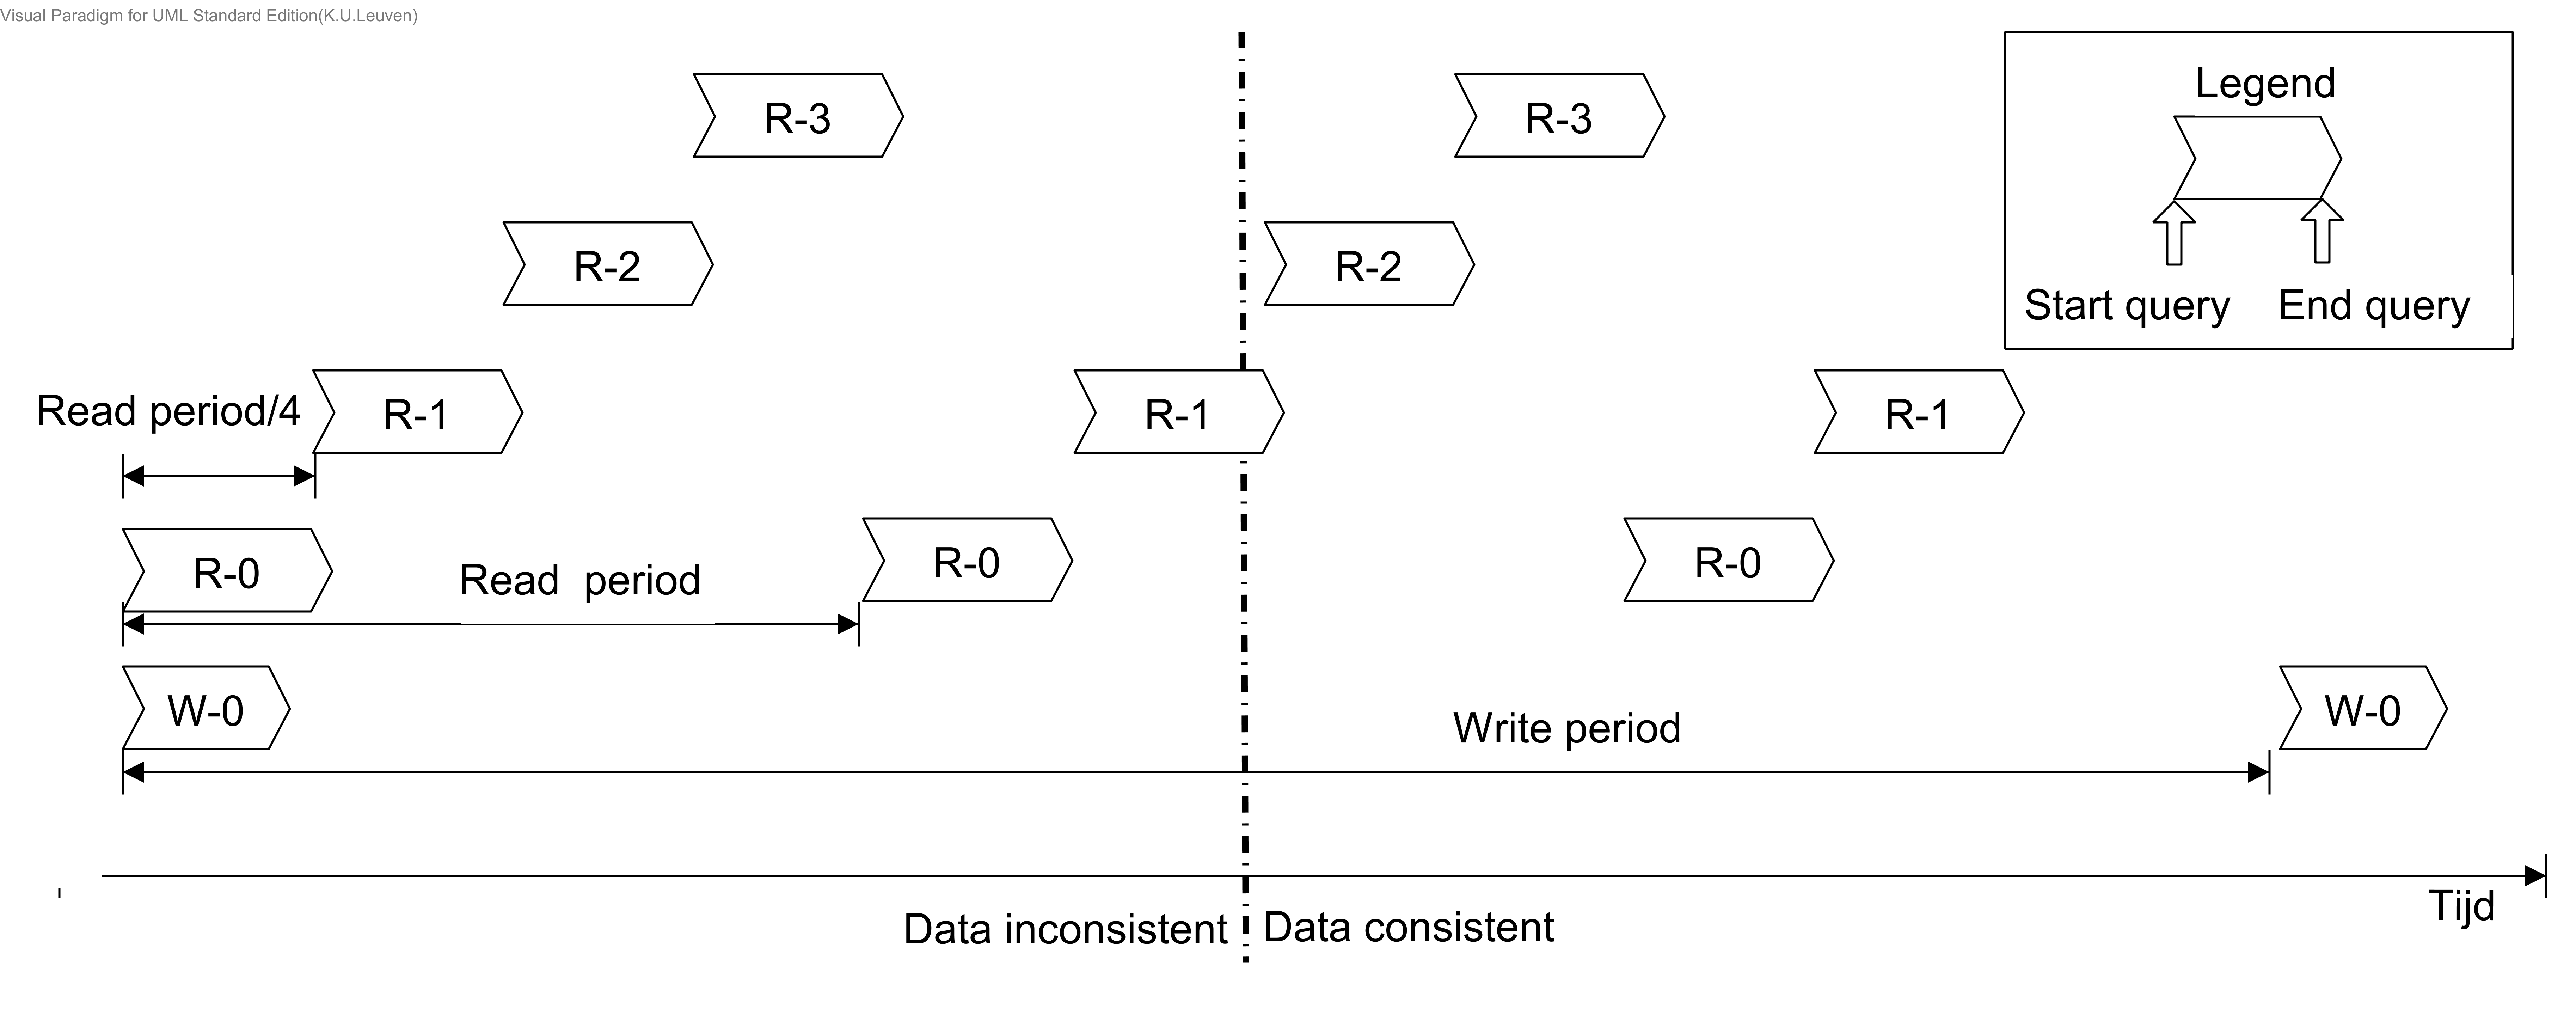 Visual Paradigm for UML Standard Edition(K.U.Leuven)
Legend
Start query
End query
R-3
R-3
R-2
R-2
Read period/4
R-1
R-1
R-1
R-0
Read period
R-0
R-0
W-0
Write period
W-0
Data inconsistent
Data consistent
Tijd